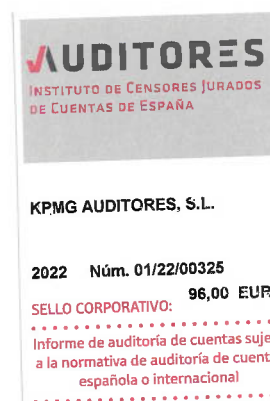 AUDITORES
INSTITUTO DE CENSORES JURADOS
DE CUENTAS DE ESPAÑA
KPMG AUDITORES, S.L.
2022 Núm. 01/22/00325
96,00 EUR
SELLO CORPORATIVO:
Informe de auditoría de cuentas suje
a la normativa de auditoría de cuent
española o internacional